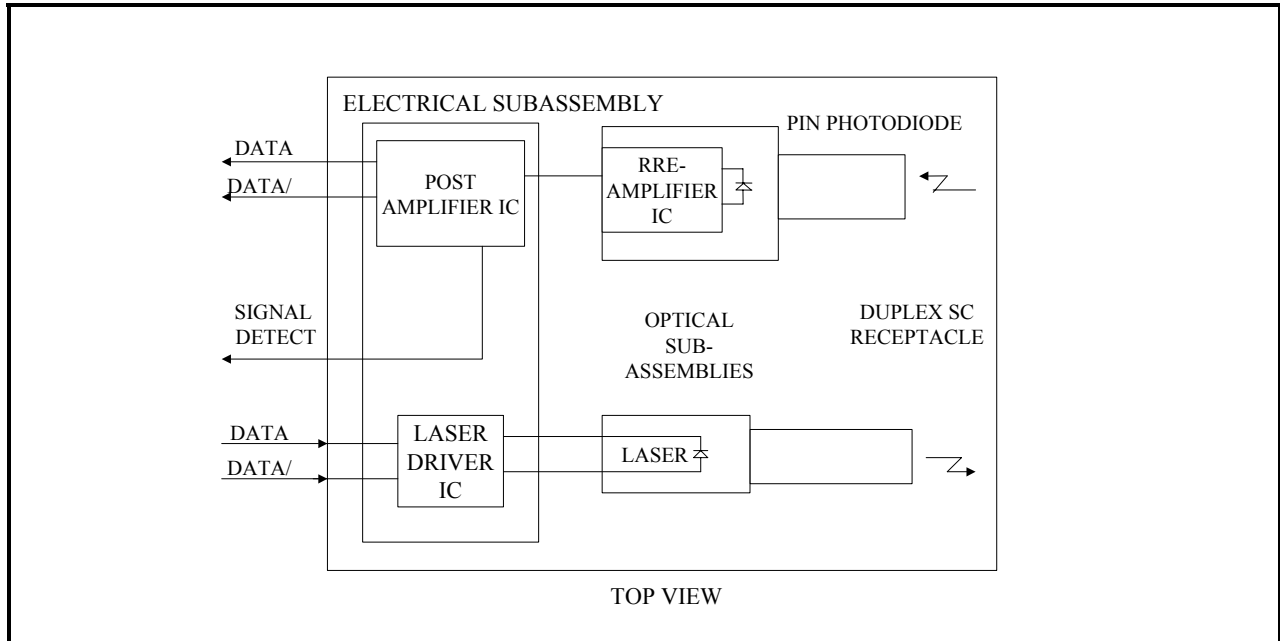 ELECTRICAL SUBASSEMBLY
PIN PHOTODIODE
DATA
DATA/
POST
AMPLIFIER IC
RRE-
AMPLIFIER
IC
SIGNAL
DETECT
OPTICAL
SUB-
ASSEMBLIES
DUPLEX SC
RECEPTACLE
DATA
DATA/
LASER
DRIVER
IC
LASER
TOP VIEW